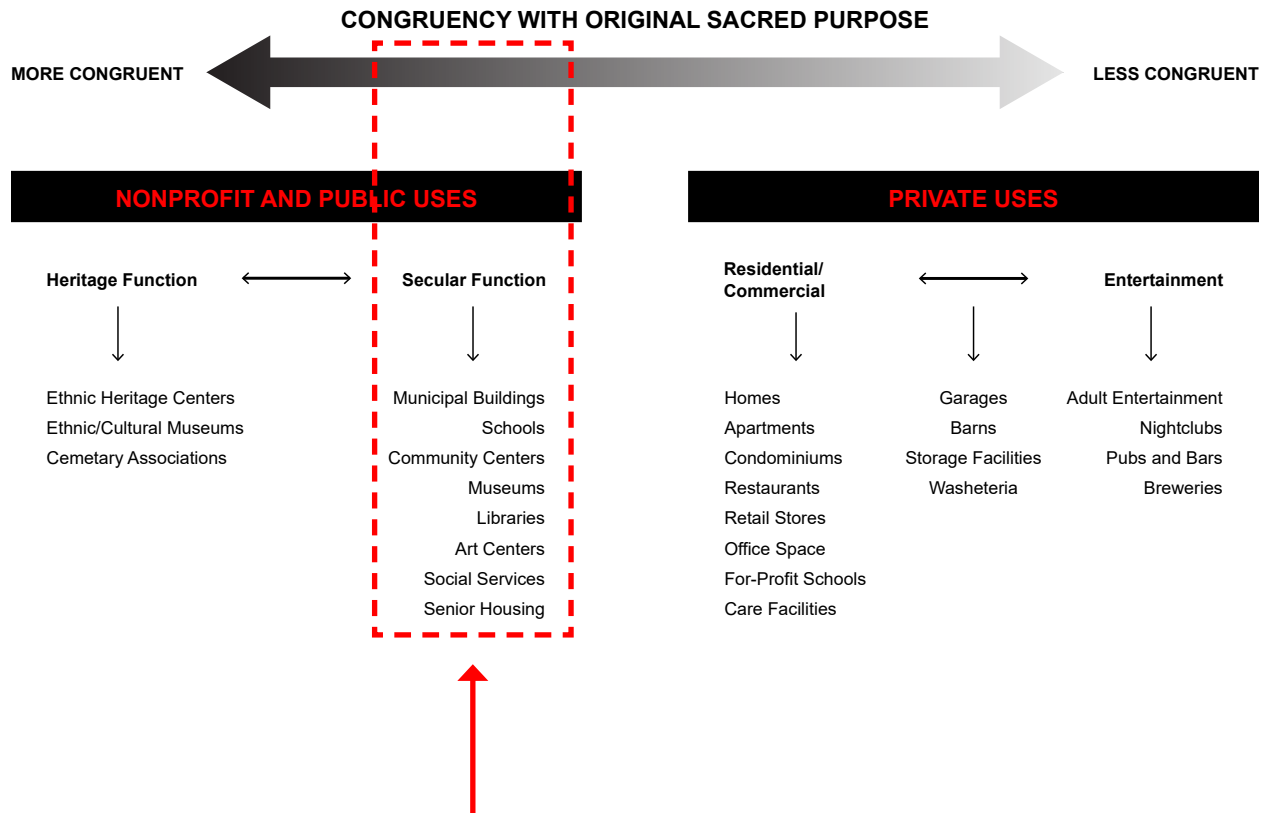 CONGRUENCY WITH ORIGINAL SACRED PURPOSE
MORE CONGRUENT
LESS CONGRUENT
NONPROFIT AND PUBLIC USES
PRIVATE USES
Heritage Function
Secular Function
Residential/
Commercial
Entertainment
Ethnic Heritage Centers
Ethnic/Cultural Museums
Cemetary Associations
Municipal Buildings
Schools
Community Centers
Museums
Libraries
Art Centers
Social Services
Senior Housing
Homes
Apartments
Condominiums
Restaurants
Retail Stores
Office Space
For-Profit Schools
Care Facilities
Garages
Barns
Storage Facilities
Washeteria
Adult Entertainment
Nightclubs
Pubs and Bars
Breweries